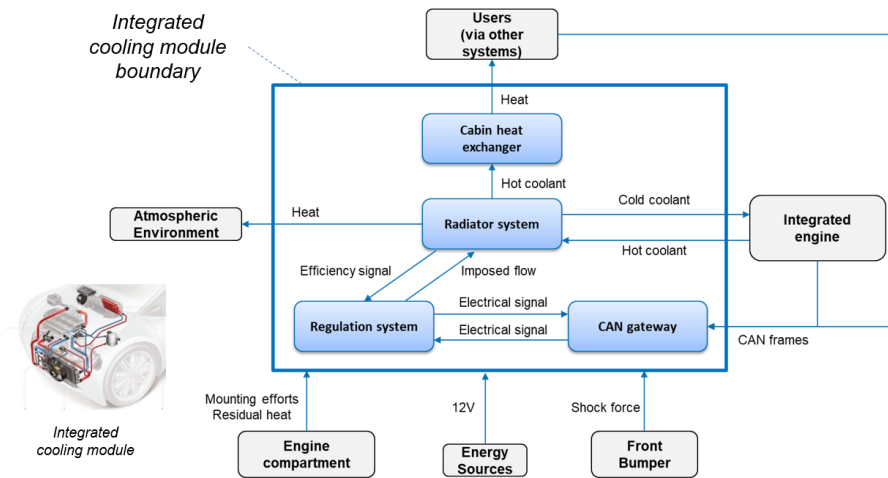 Integrated
cooling module
boundary
Users
(via other
systems)
Heat
Cabin heat
exchanger
Hot coolant
Cold coolant
Atmospheric
Environment
Heat
Radiator system
Integrated
engine
Hot coolant
Efficiency signal
Imposed flow
Electrical signal
Regulation system
Electrical signal
CAN gateway
CAN frames
Mounting efforts
Residual heat
12V
Shock force
Integrated
cooling module
Engine
compartment
Energy
Sources
Front
Bumper